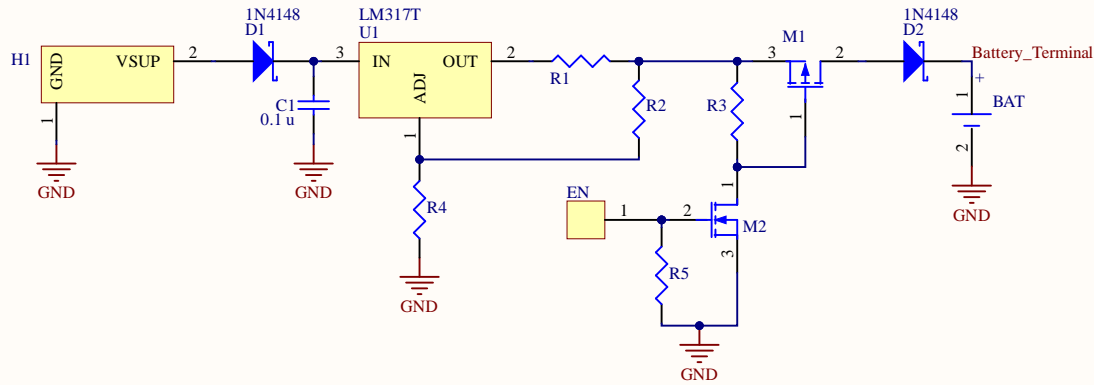 1N4148
D1
LM317T
U1
1N4148
D2
H1
GND
VSUP
2
3
IN
OUT
ADJ
2
R1
3
M1
2
Battery_Terminal
+
1
BAT
2
GND
1
GND
C1
0.1 u
GND
1
R2
R3
1
R4
GND
EN
1
2
1
M2
3
R5
GND